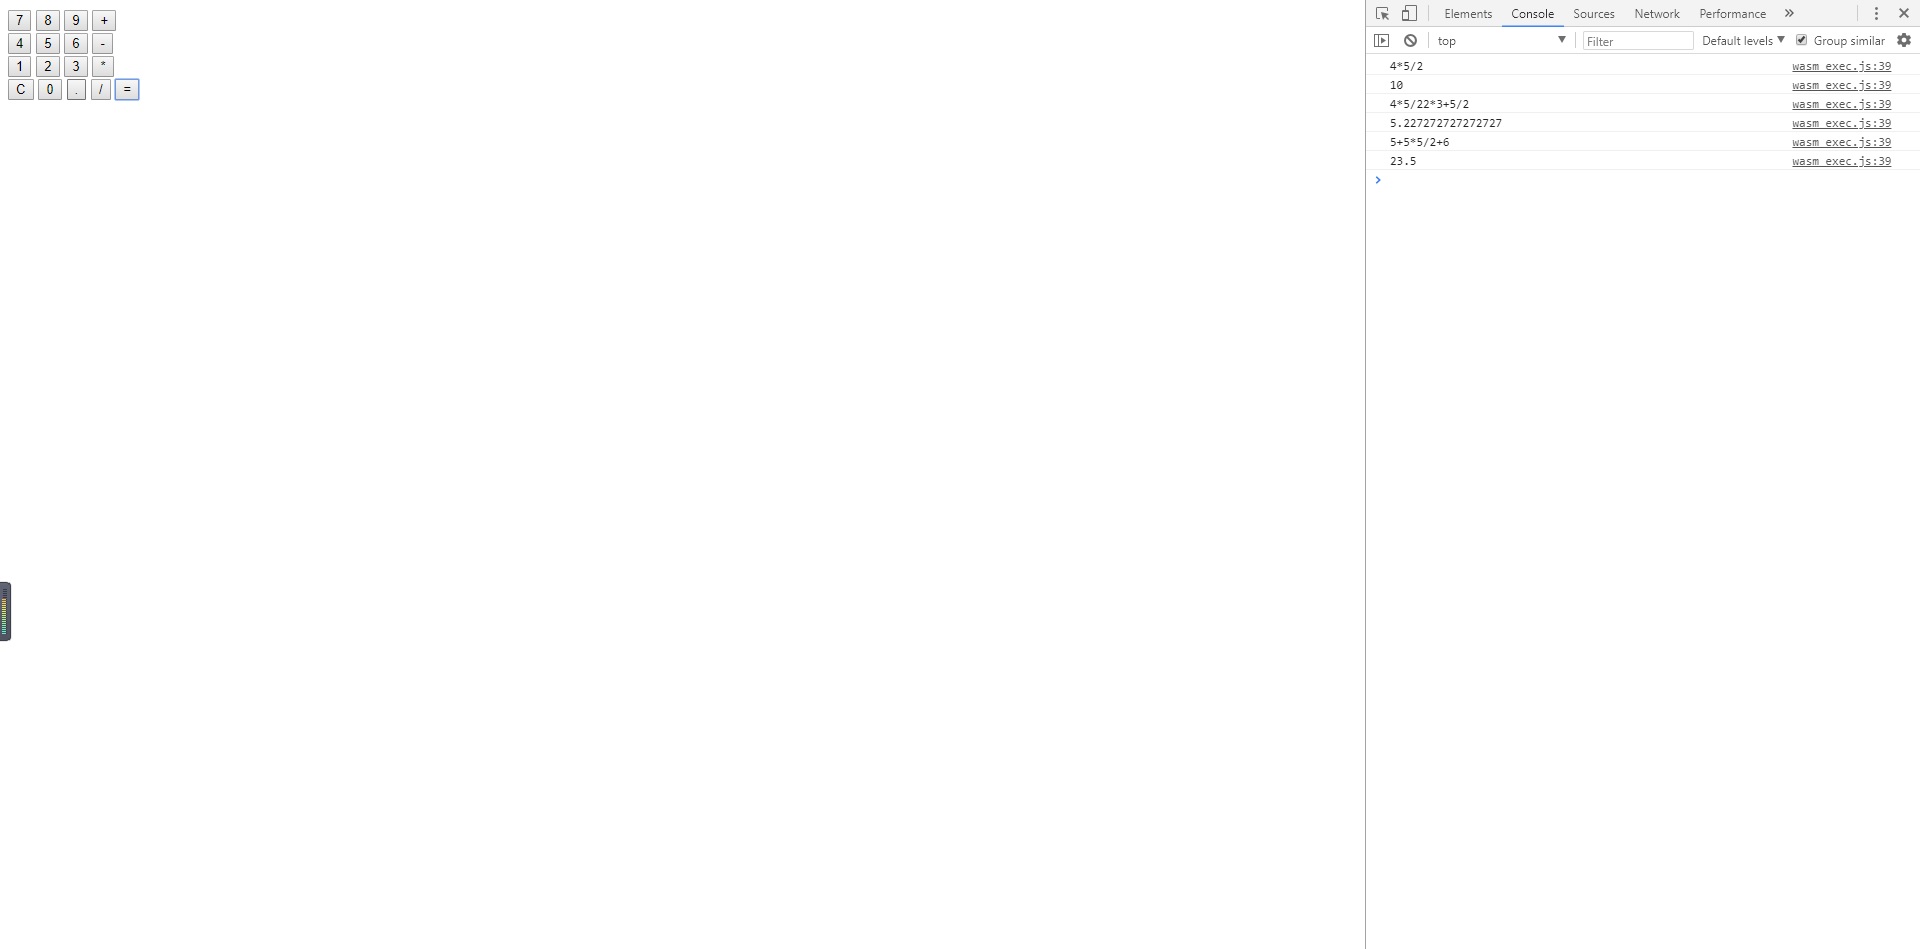 7 8 9 +
4 5 6 -
1 2 3 *
C 0 . / =
Elements Console Sources Network Performance »
top Filter Default levels Group similar
4*5/2 wasm_exec.js:39
10 wasm_exec.js:39
4*5/22*3+5/2 wasm_exec.js:39
5.227272727272727 wasm_exec.js:39
5+5*5/2+6 wasm_exec.js:39
23.5 wasm_exec.js:39